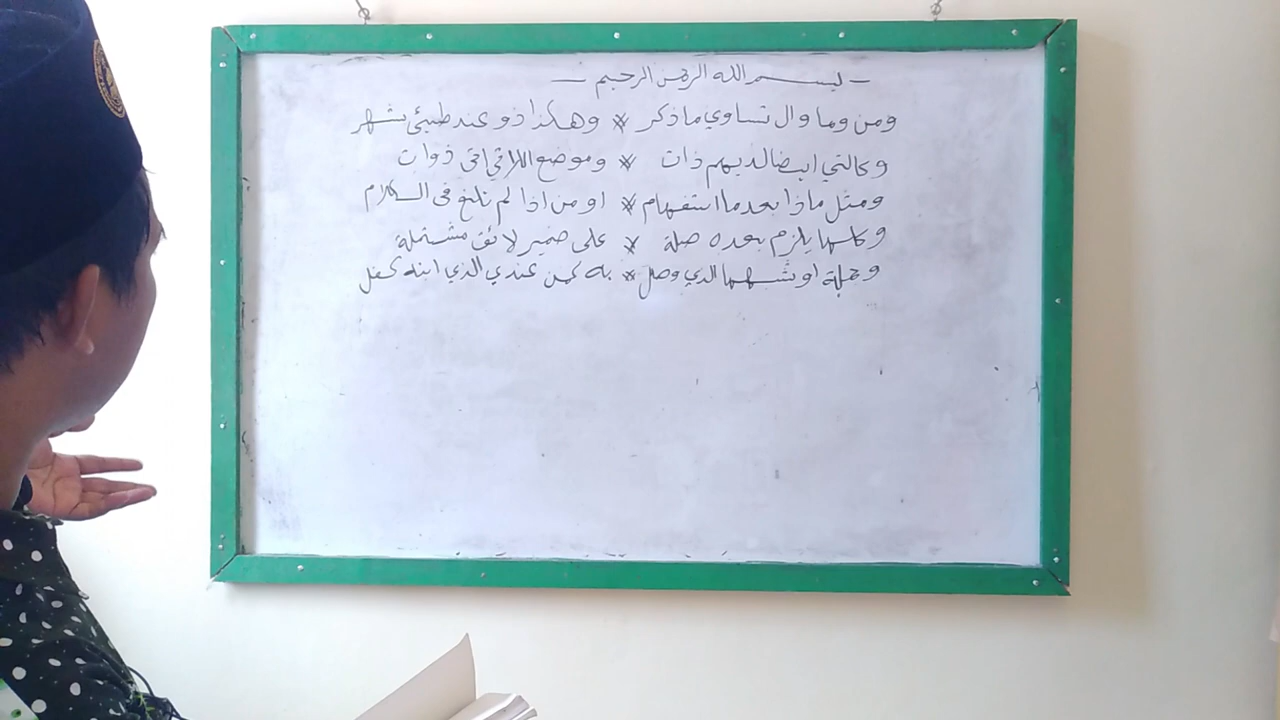 بسم الله الرحمن الرحيم
ومن وما وال تساوي ما ذكر * وهكذا ذو عند طيئ شهر
وكالتي ايضا لديهم ذات * وموضع اللاتي اتى ذوات
ومثل ماذا بعد ما استفهام * او من اذا لم تلغ في الكلام
وكلها يلزم بعده صلة * على ضمير لائق مشتملة
وجملة او شبهها الذي وصل * به كمن عندي الذي ابنه كفل